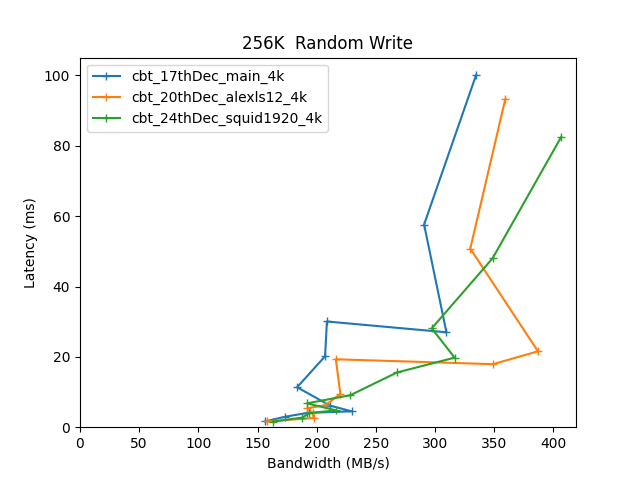 256K  Random Write
cbt_17thDec_main_4k
cbt_20thDec_alexls12_4k
cbt_24thDec_squid1920_4k
100
80
60
40
20
0
Latency (ms)
0 50 100 150 200 250 300 350 400
Bandwidth (MB/s)